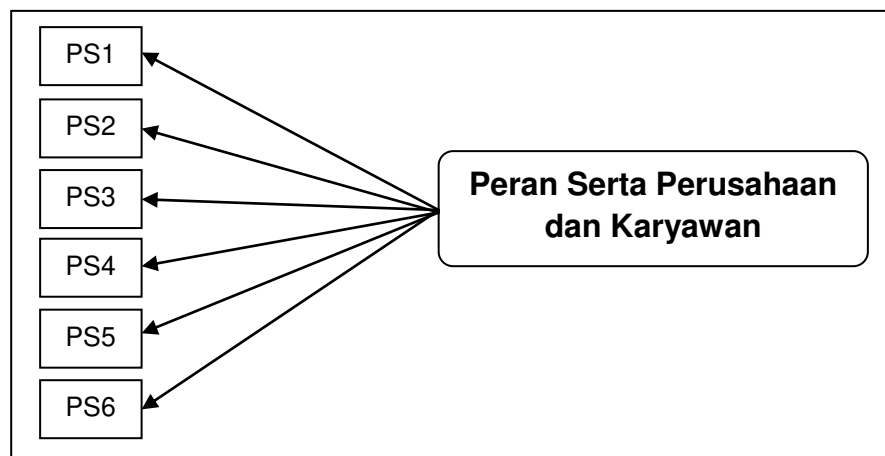 PS1
PS2
PS3
PS4
PS5
PS6
Peran Serta Perusahaan
dan Karyawan